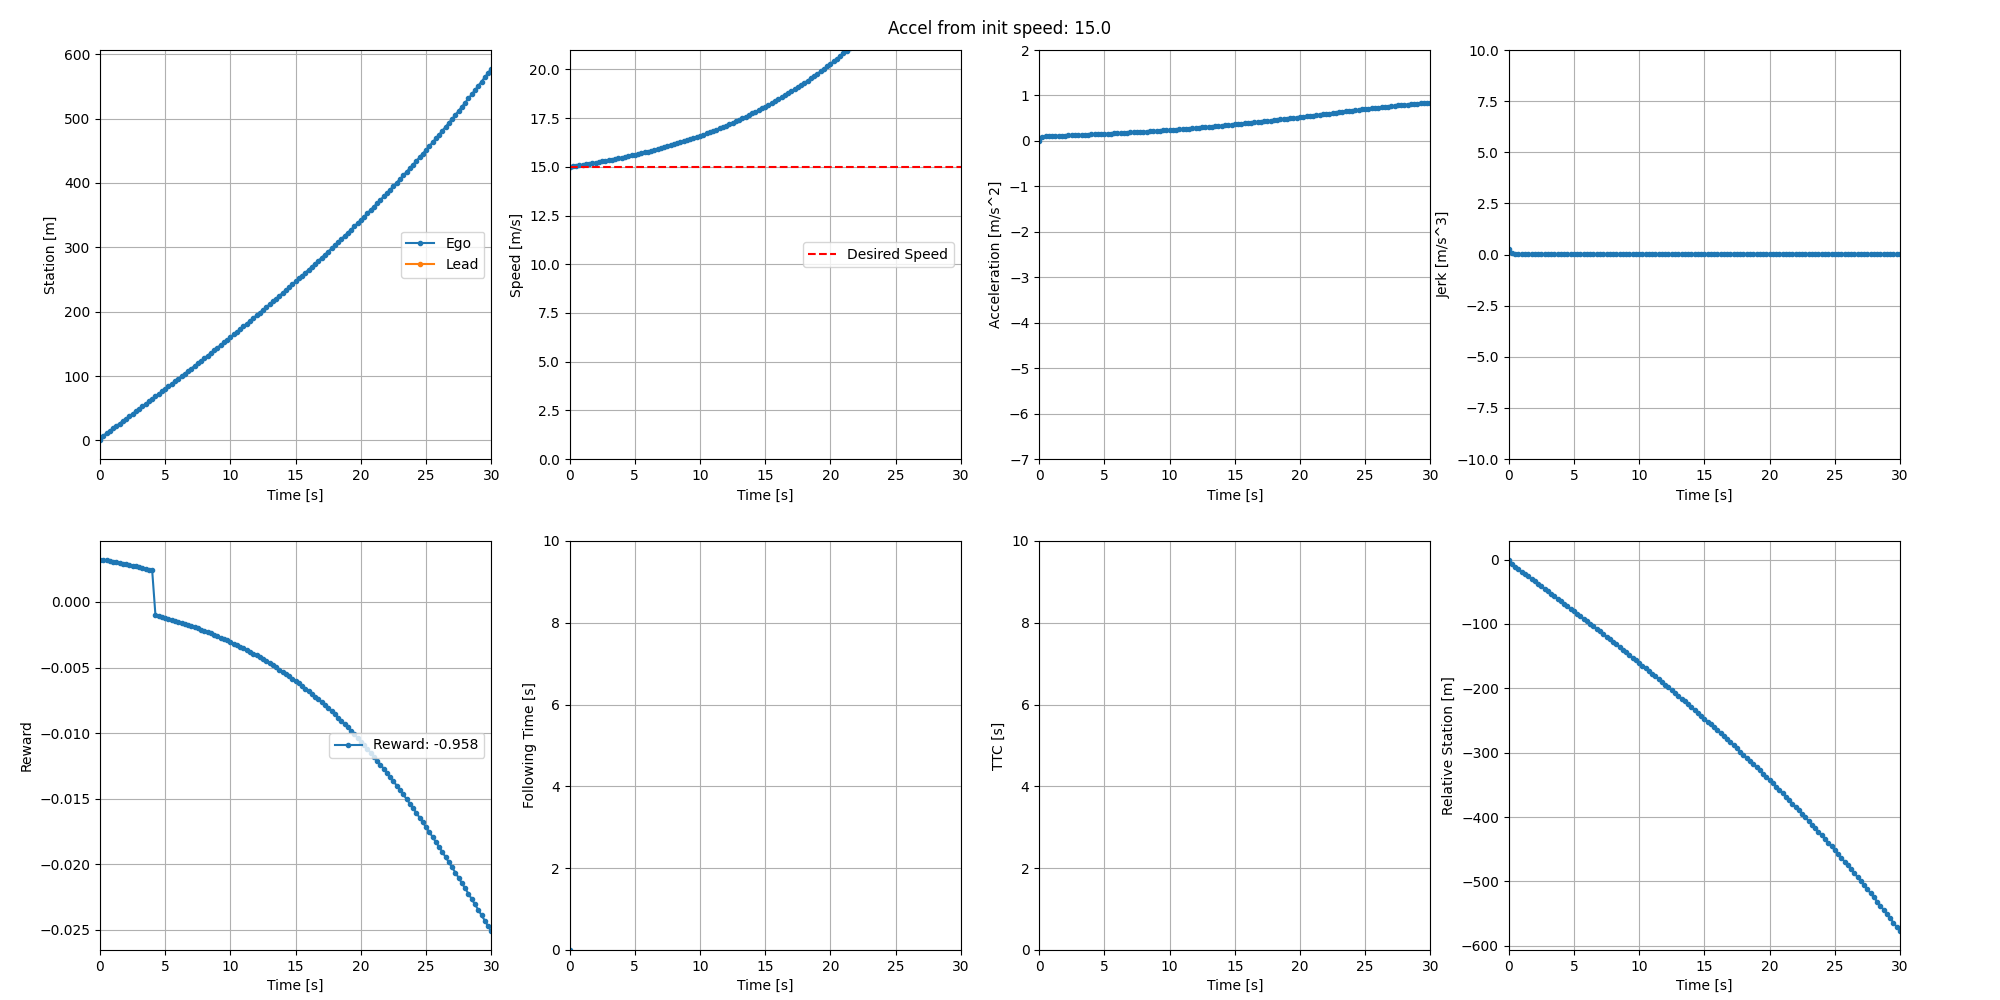 Accel from init speed: 15.0
600
500
400
300
200
100
0
Station [m]
Ego
Lead
0 5 10 15 20 25 30
Time [s]
20.0
17.5
15.0
12.5
10.0
7.5
5.0
2.5
0.0
Speed [m/s]
Desired Speed
0 5 10 15 20 25 30
Time [s]
2
1
0
−1
−2
−3
−4
−5
−6
−7
Acceleration [m/s^2]
0 5 10 15 20 25 30
Time [s]
10.0
7.5
5.0
2.5
0.0
−2.5
−5.0
−7.5
−10.0
Jerk [m/s^3]
0 5 10 15 20 25 30
Time [s]
0.000
−0.005
−0.010
−0.015
−0.020
−0.025
Reward
Reward: -0.958
0 5 10 15 20 25 30
Time [s]
10
8
6
4
2
0
Following Time [s]
0 5 10 15 20 25 30
Time [s]
10
8
6
4
2
0
TTC [s]
0 5 10 15 20 25 30
Time [s]
0
−100
−200
−300
−400
−500
−600
Relative Station [m]
0 5 10 15 20 25 30
Time [s]